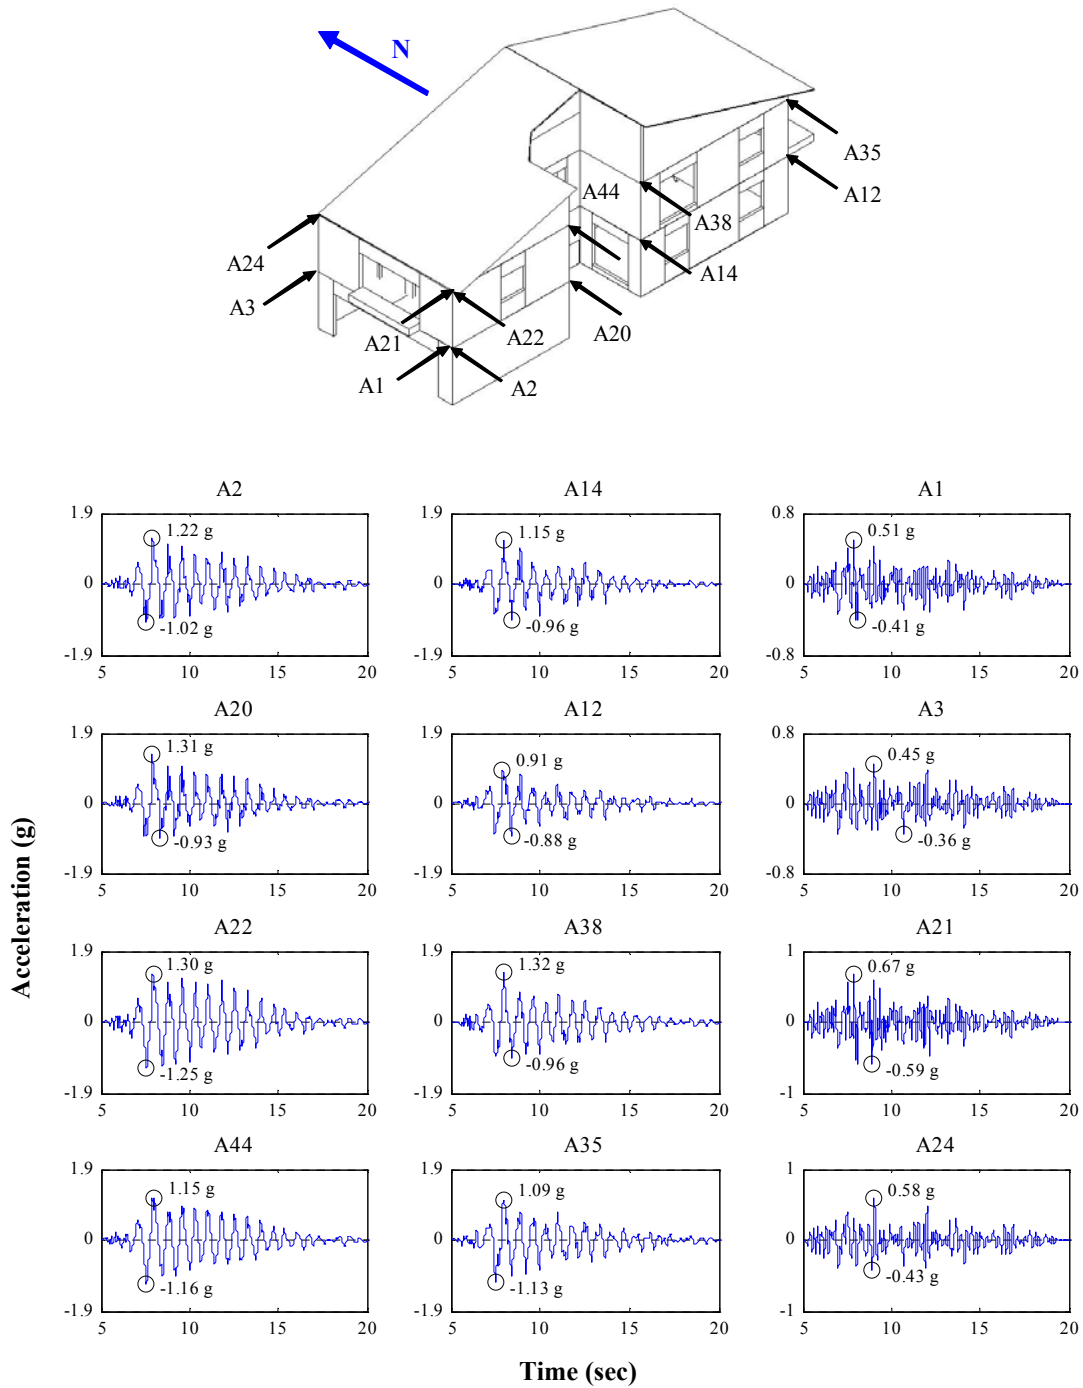 N
A35
A12
A44
A38
A14
A24
A3
A21
A22
A20
A1
A2
A2
A14
A1
1.9
0
-1.9
1.22 g
-1.02 g
5
10
15
20
1.9
0
-1.9
1.15 g
-0.96 g
5
10
15
20
0.8
0
-0.8
0.51 g
-0.41 g
5
10
15
20
A20
A12
A3
1.9
0
-1.9
1.31 g
-0.93 g
5
10
15
20
1.9
0
-1.9
0.91 g
-0.88 g
5
10
15
20
0.8
0
-0.8
0.45 g
-0.36 g
5
10
15
20
A22
A38
A21
1.9
0
-1.9
1.30 g
-1.25 g
5
10
15
20
1.9
0
-1.9
1.32 g
-0.96 g
5
10
15
20
1
0
-1
0.67 g
-0.59 g
5
10
15
20
A44
A35
A24
1.9
0
-1.9
1.15 g
-1.16 g
5
10
15
20
1.9
0
-1.9
1.09 g
-1.13 g
5
10
15
20
1
0
-1
0.58 g
-0.43 g
5
10
15
20
Acceleration (g)
Time (sec)